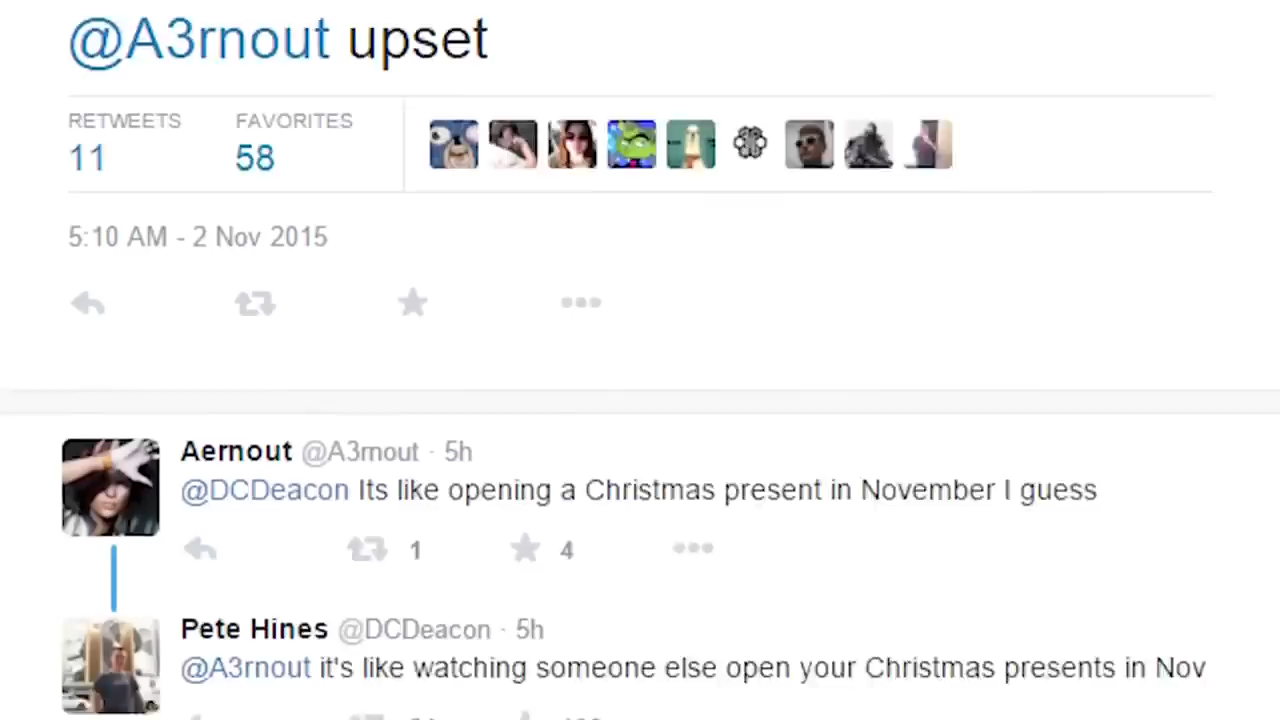 @A3rnout upset
RETWEETS FAVORITES
11 58
5:10 AM - 2 Nov 2015
Aernout @A3rnout · 5h
@DCDeacon Its like opening a Christmas present in November I guess
1 4
Pete Hines @DCDeacon · 5h
@A3rnout it's like watching someone else open your Christmas presents in Nov